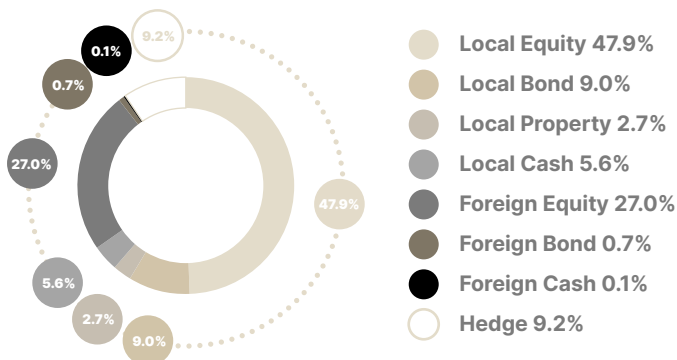 9.2%
0.1%
0.7%
27.0%
47.9%
5.6%
2.7%
9.0%
Local Equity 47.9%
Local Bond 9.0%
Local Property 2.7%
Local Cash 5.6%
Foreign Equity 27.0%
Foreign Bond 0.7%
Foreign Cash 0.1%
Hedge 9.2%